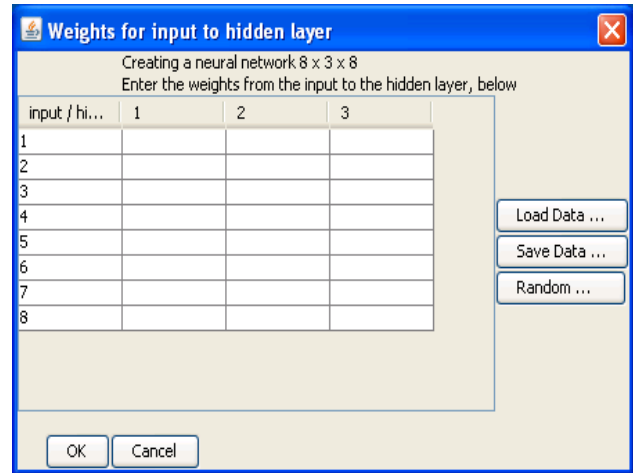 Weights for input to hidden layer
Creating a neural network 8 x 3 x 8
Enter the weights from the input to the hidden layer, below
input / hi... 1 2 3
1
2
3
4
5
6
7
8
Load Data ...
Save Data ...
Random ...
OK Cancel